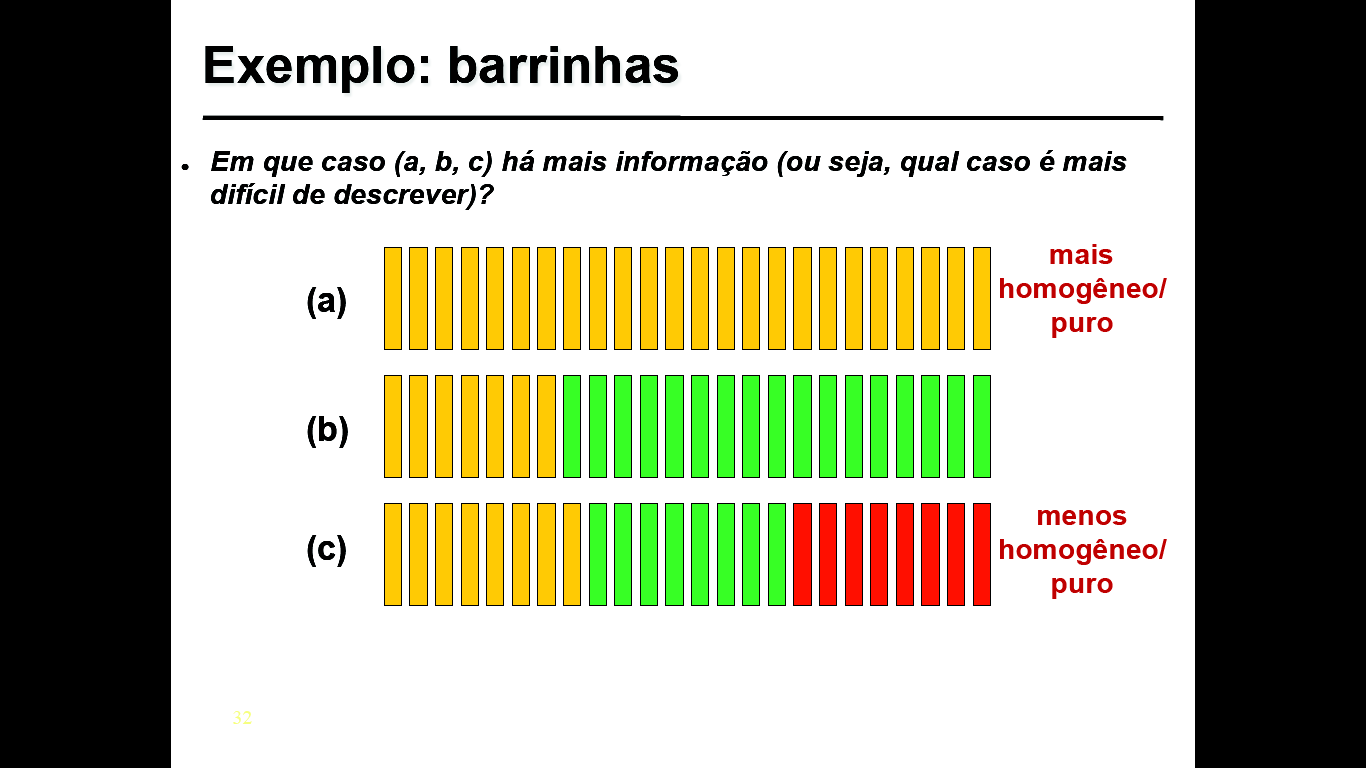 Exemplo: barrinhas
Em que caso (a, b, c) há mais informação (ou seja, qual caso é mais
difícil de descrever)?
(a)
mais
homogêneo/
puro
(b)
(c)
menos
homogêneo/
puro
32